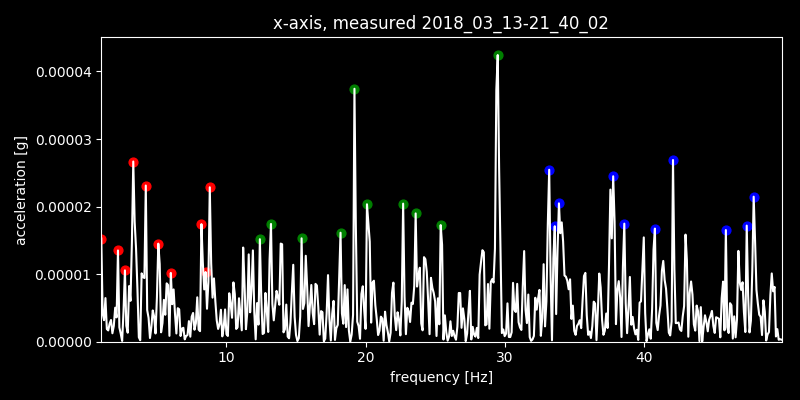 x-axis, measured 2018_03_13-21_40_02
acceleration [g]
0.00004
0.00003
0.00002
0.00001
0.00000
10 20 30 40
frequency [Hz]